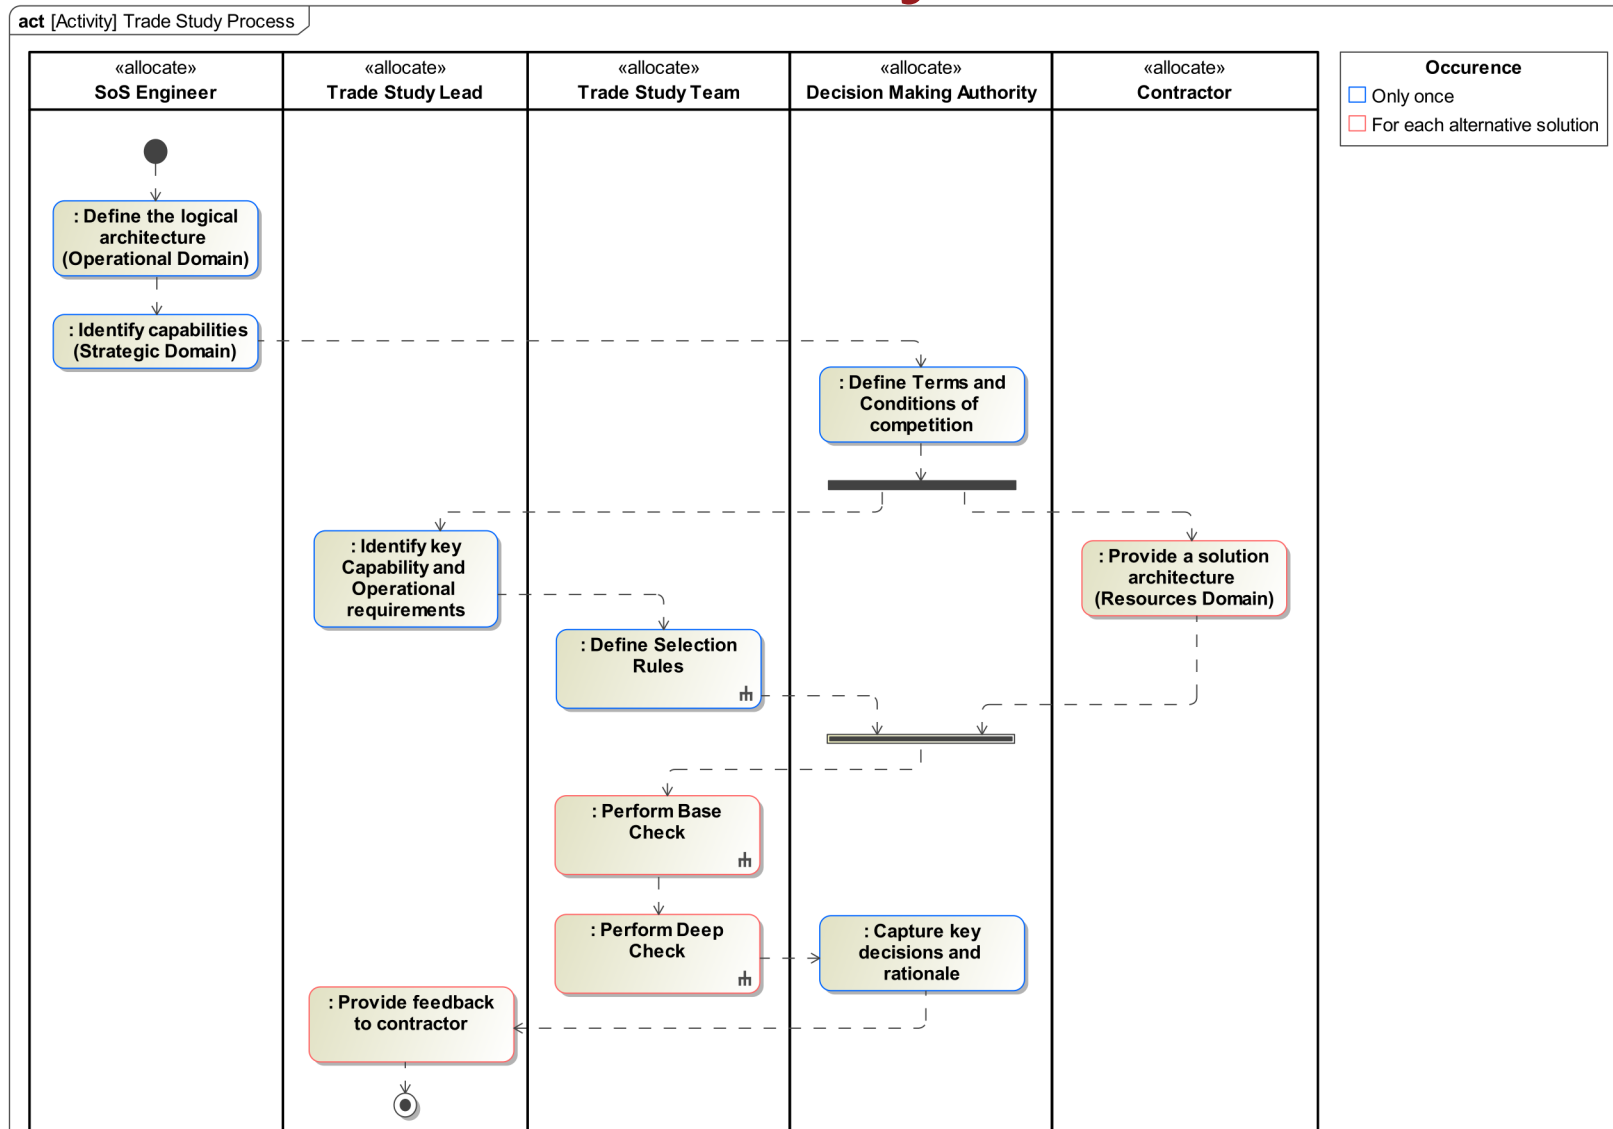 act [Activity] Trade Study Process
«allocate»
SoS Engineer
«allocate»
Trade Study Lead
«allocate»
Trade Study Team
«allocate»
Decision Making Authority
«allocate»
Contractor
Occurence
Only once
For each alternative solution
: Define the logical
architecture
(Operational Domain)
: Identify capabilities
(Strategic Domain)
: Define Terms and
Conditions of
competition
: Identify key
Capability and
Operational
requirements
: Provide a solution
architecture
(Resources Domain)
: Define Selection
Rules
: Perform Base
Check
: Perform Deep
Check
: Capture key
decisions and
rationale
: Provide feedback
to contractor